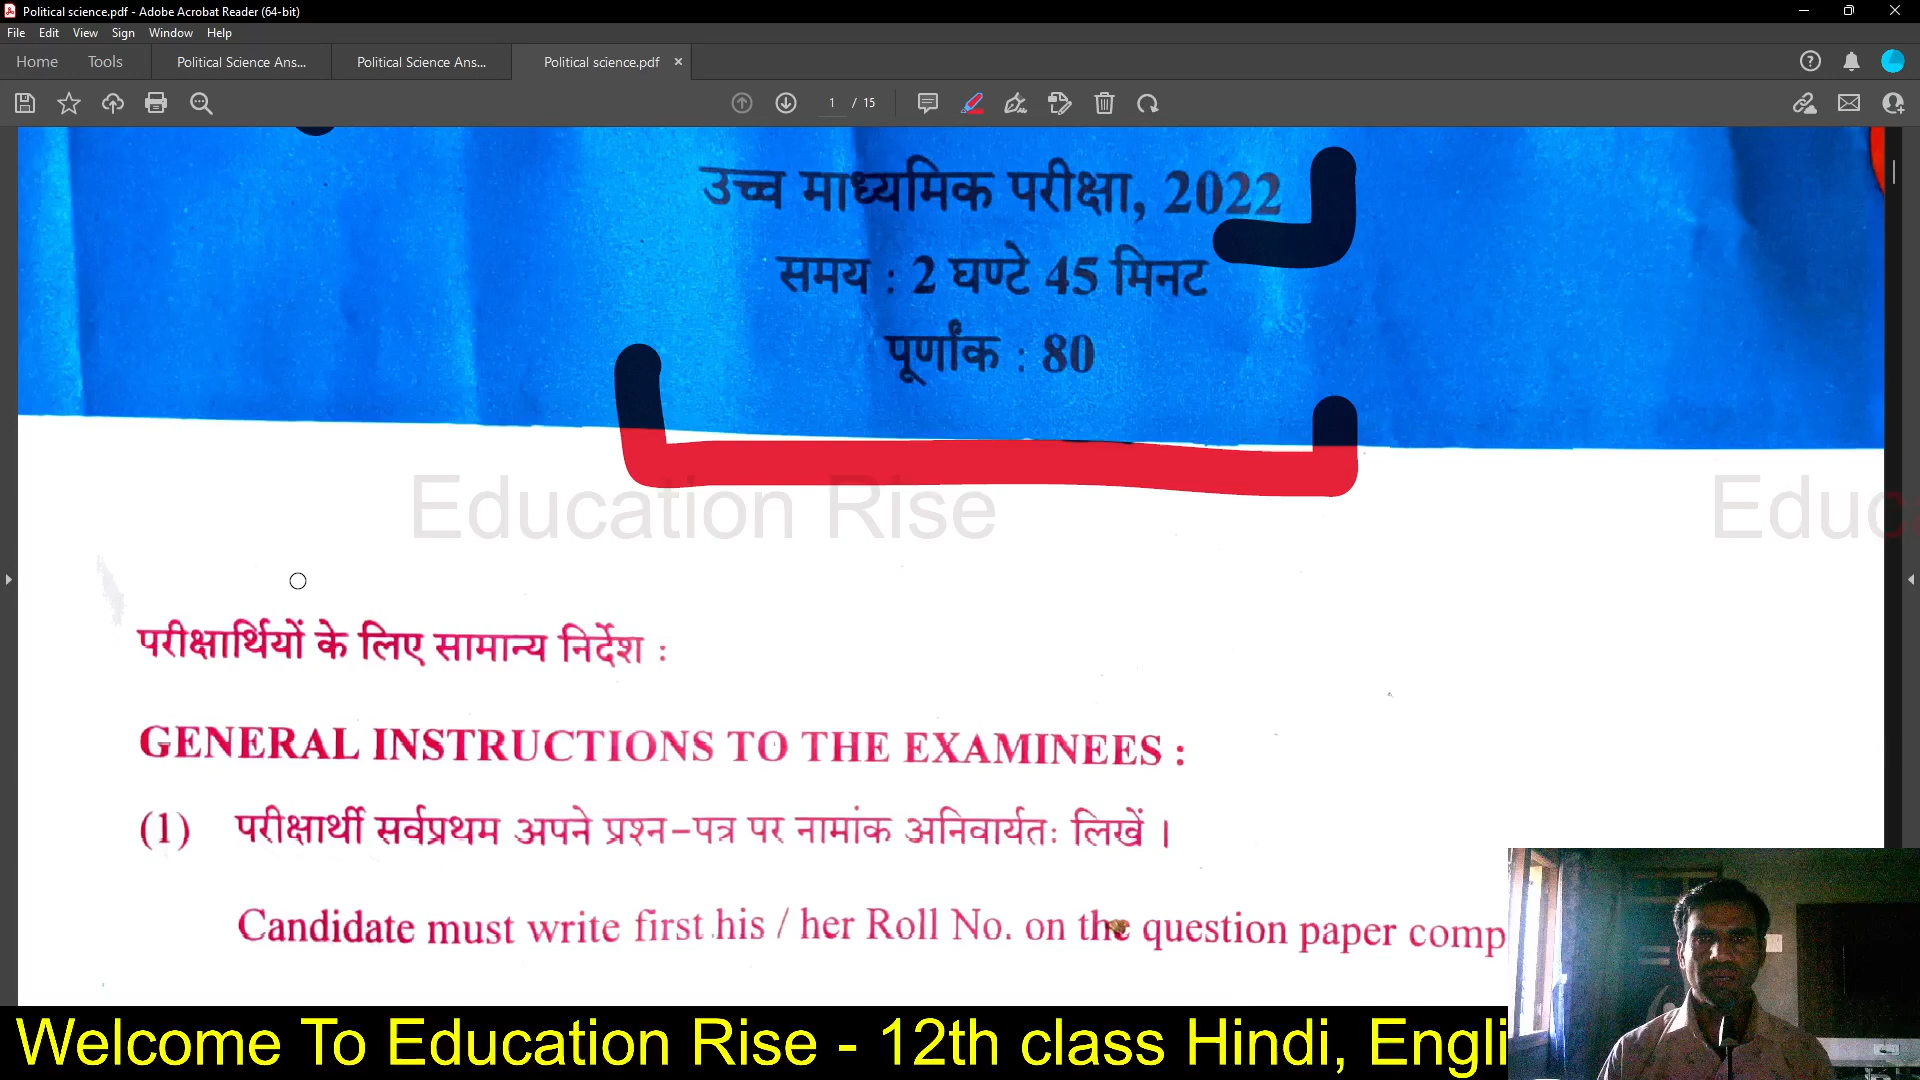 Political science.pdf - Adobe Acrobat Reader (64-bit)
File Edit View Sign Window Help
Home Tools Political Science Ans... Political Science Ans... Political science.pdf
1 / 15
उच्च माध्यमिक परीक्षा, 2022
समय : 2 घण्टे 45 मिनट
पूर्णांक : 80
Education Rise
Educ
परीक्षार्थियों के लिए सामान्य निर्देश :
GENERAL INSTRUCTIONS TO THE EXAMINEES :
(1) परीक्षार्थी सर्वप्रथम अपने प्रश्न-पत्र पर नामांक अनिवार्यतः लिखें ।
Candidate must write first his / her Roll No. on the question paper comp
Welcome To Education Rise - 12th class Hindi, Engli